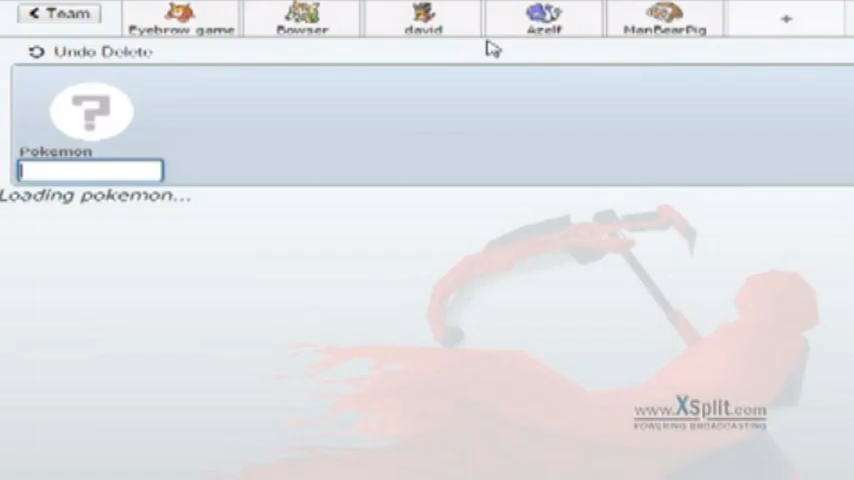 Team
Eyebrow game
Bowser
david
Azelf
ManBearPig
+
Undo Delete
?
Pokemon
Loading pokemon...
www.XSplit.com
POWERING BROADCASTING